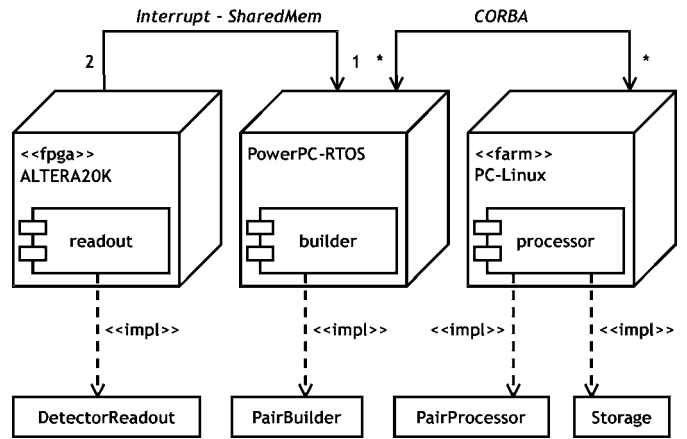 Interrupt - SharedMem
CORBA
2
1
*
*
<<fpga>>
ALTERA20K
PowerPC-RTOS
<<farm>>
PC-Linux
readout
builder
processor
<<impl>>
<<impl>>
<<impl>>
<<impl>>
DetectorReadout
PairBuilder
PairProcessor
Storage